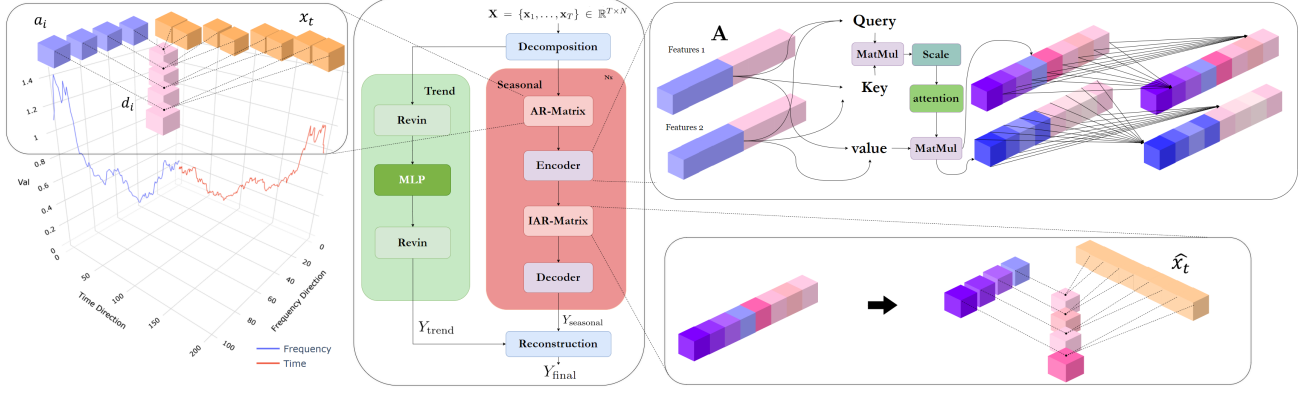 a_i
x_t
d_i
1.4
1.2
1
0.8
Val
0.6
0.4
0.2
0
0
50
100
150
200
Time Direction
0
20
40
60
80
100
Frequency Direction
Frequency
Time
X = {x_1, . . . , x_T} ∈ ℝ^{T×N}
Decomposition
Trend
Revin
MLP
Revin
Y_trend
Seasonal
Nx
AR-Matrix
Encoder
IAR-Matrix
Decoder
Y_seasonal
Reconstruction
Y_final
A
Features 1
Features 2
Query
MatMul
Scale
Key
attention
value
MatMul
\hat{x_t}